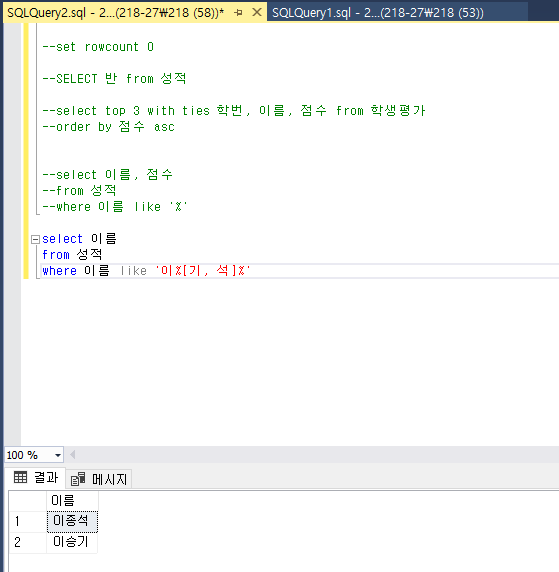 SQLQuery2.sql - 2...(218-27₩218 (58))* SQLQuery1.sql - 2...(218-27₩218 (53))
--set rowcount 0
--SELECT 반 from 성적
--select top 3 with ties 학번, 이름, 점수 from 학생평가
--order by 점수 asc
--select 이름, 점수
--from 성적
--where 이름 like '%'
select 이름
from 성적
where 이름 like '이%[기, 석]%'
100 %
결과 메시지
이름
1 이종석
2 이승기